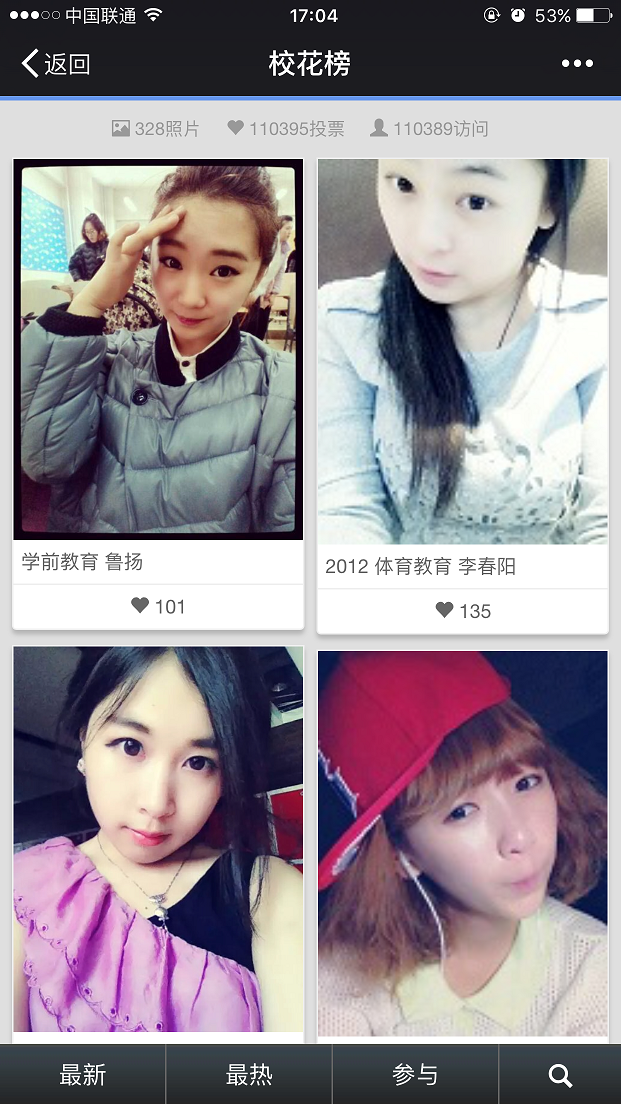 中国联通 17:04 53%
返回 校花榜
328照片 110395投票 110389访问
学前教育 鲁扬
101
2012 体育教育 李春阳
135
最新 最热 参与